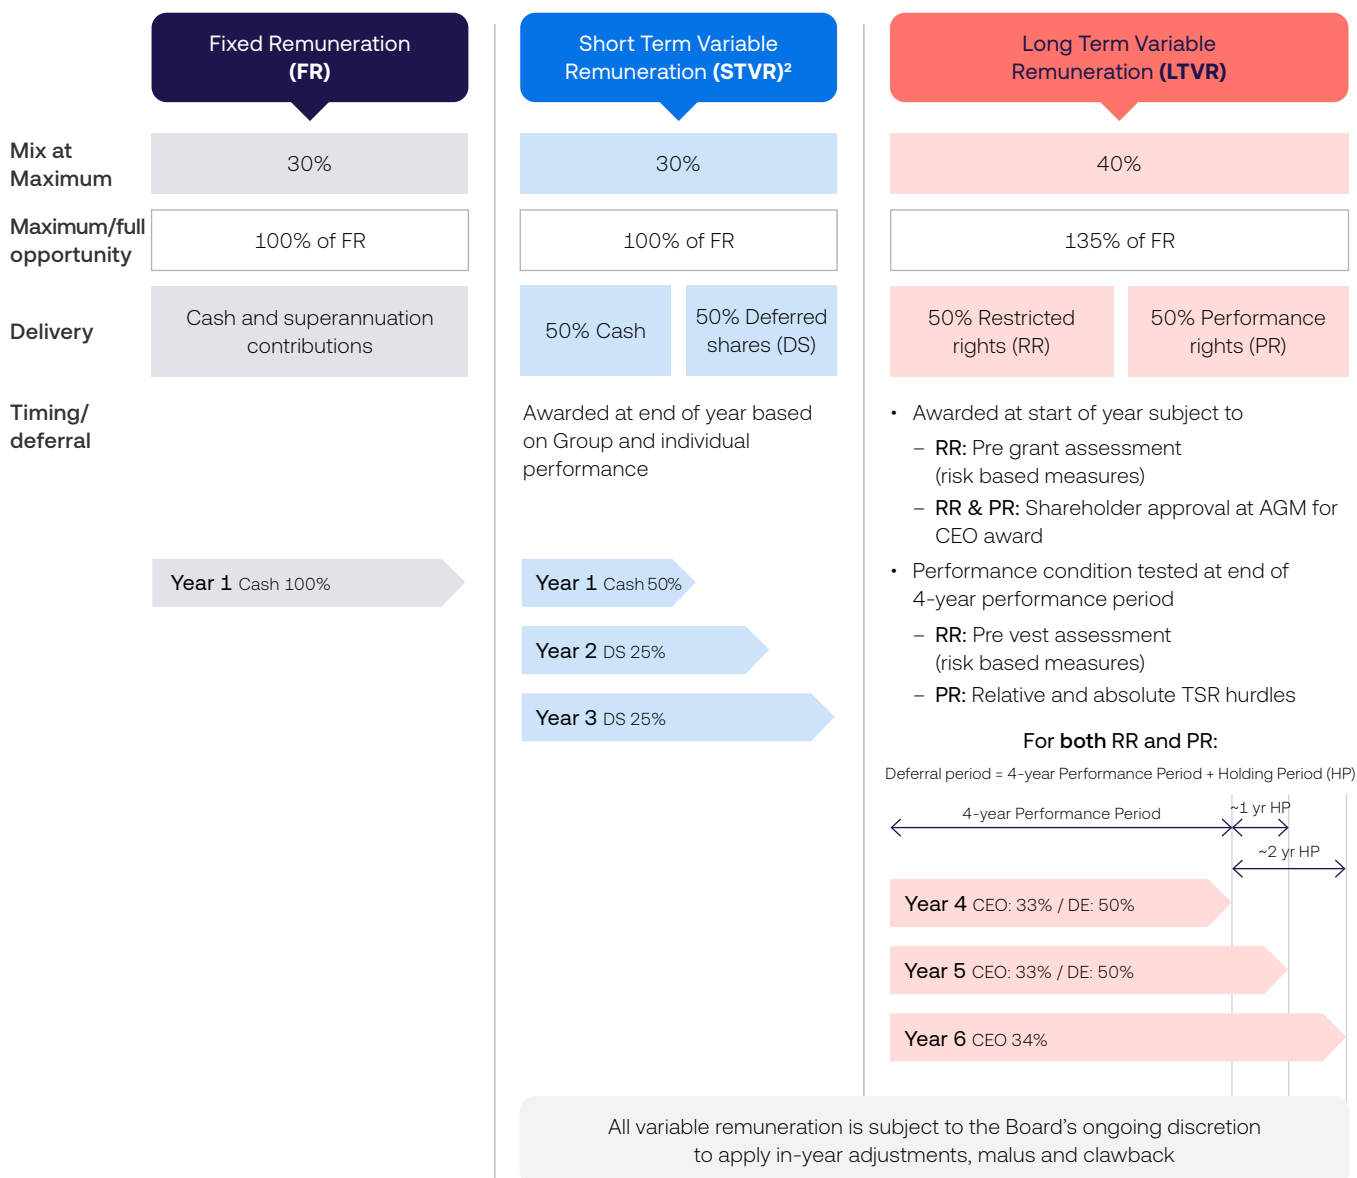 Fixed Remuneration
(FR)
Short Term Variable
Remuneration (STVR)²
Long Term Variable
Remuneration (LTVR)
Mix at
Maximum
30%
30%
40%
Maximum/full
opportunity
100% of FR
100% of FR
135% of FR
Delivery
Cash and superannuation
contributions
50% Cash
50% Deferred
shares (DS)
50% Restricted
rights (RR)
50% Performance
rights (PR)
Timing/
deferral
Year 1 Cash 100%
Awarded at end of year based
on Group and individual
performance
Year 1 Cash 50%
Year 2 DS 25%
Year 3 DS 25%
• Awarded at start of year subject to
– RR: Pre grant assessment
(risk based measures)
– RR & PR: Shareholder approval at AGM for
CEO award
• Performance condition tested at end of
4-year performance period
– RR: Pre vest assessment
(risk based measures)
– PR: Relative and absolute TSR hurdles
For both RR and PR:
Deferral period = 4-year Performance Period + Holding Period (HP)
4-year Performance Period
~1 yr HP
~2 yr HP
Year 4 CEO: 33% / DE: 50%
Year 5 CEO: 33% / DE: 50%
Year 6 CEO 34%
All variable remuneration is subject to the Board’s ongoing discretion
to apply in-year adjustments, malus and clawback